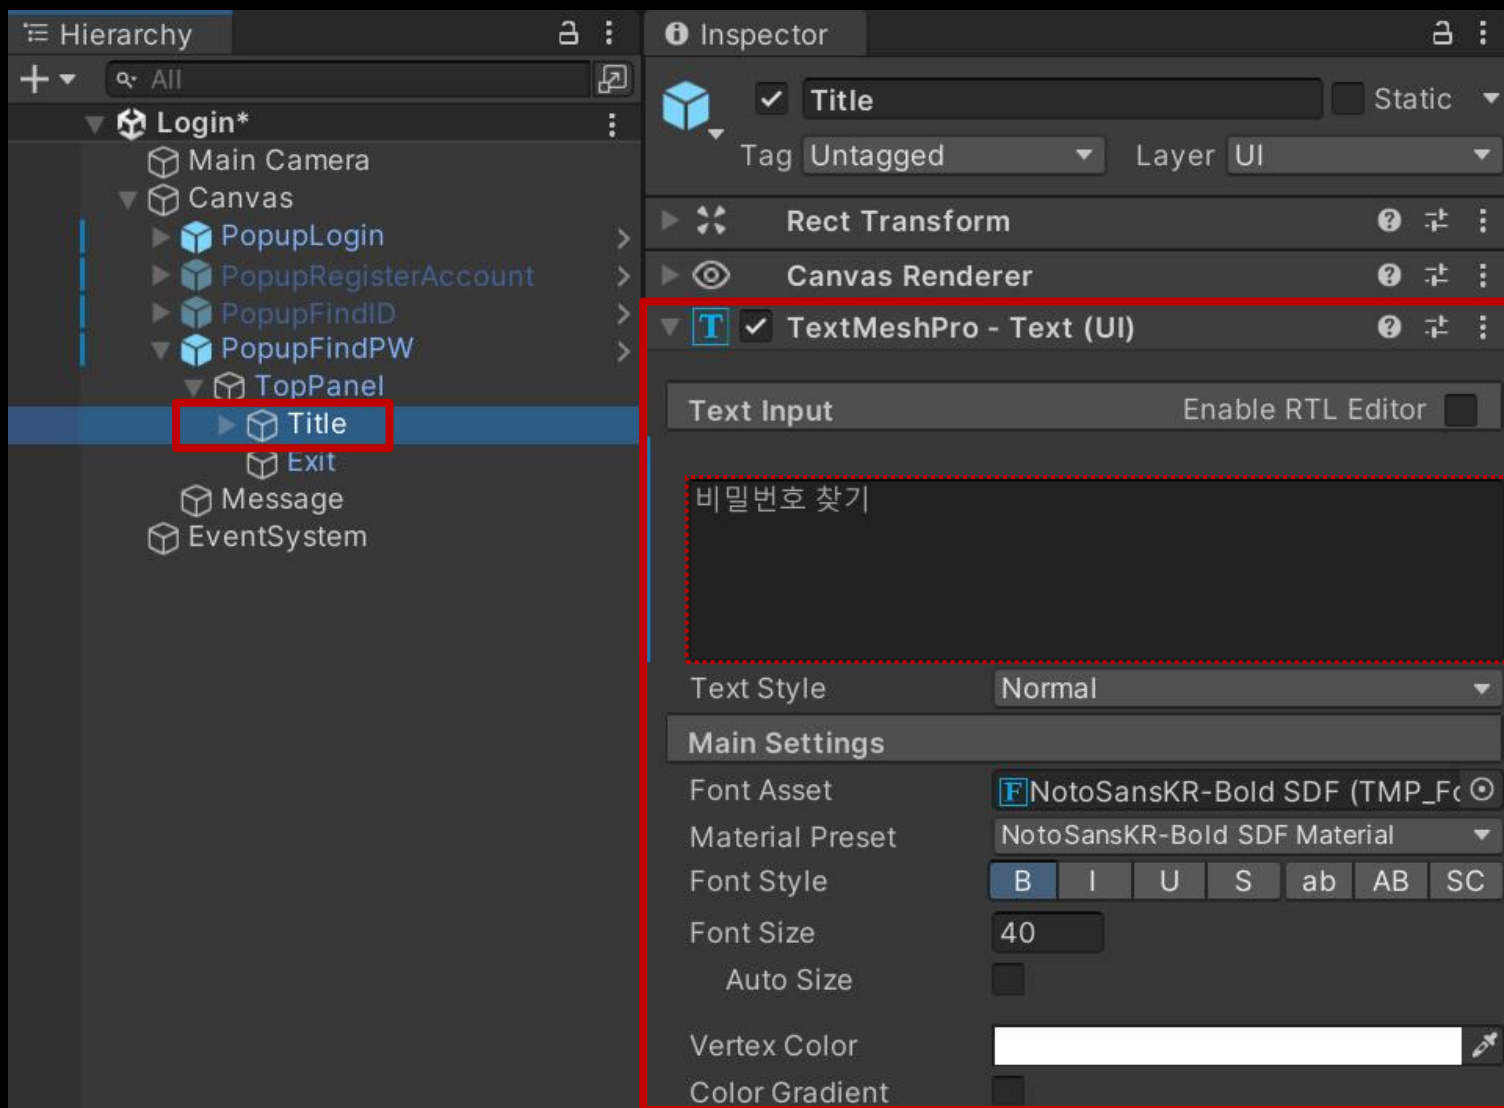 Hierarchy
All
Login*
Main Camera
Canvas
PopupLogin
PopupRegisterAccount
PopupFindID
PopupFindPW
TopPanel
Title
Exit
Message
EventSystem
Inspector
Title Static
Tag Untagged Layer UI
Rect Transform
Canvas Renderer
T TextMeshPro - Text (UI)
Text Input Enable RTL Editor
비밀번호 찾기
Text Style Normal
Main Settings
Font Asset F NotoSansKR-Bold SDF (TMP_Fo
Material Preset NotoSansKR-Bold SDF Material
Font Style B I U S ab AB SC
Font Size 40
Auto Size
Vertex Color
Color Gradient